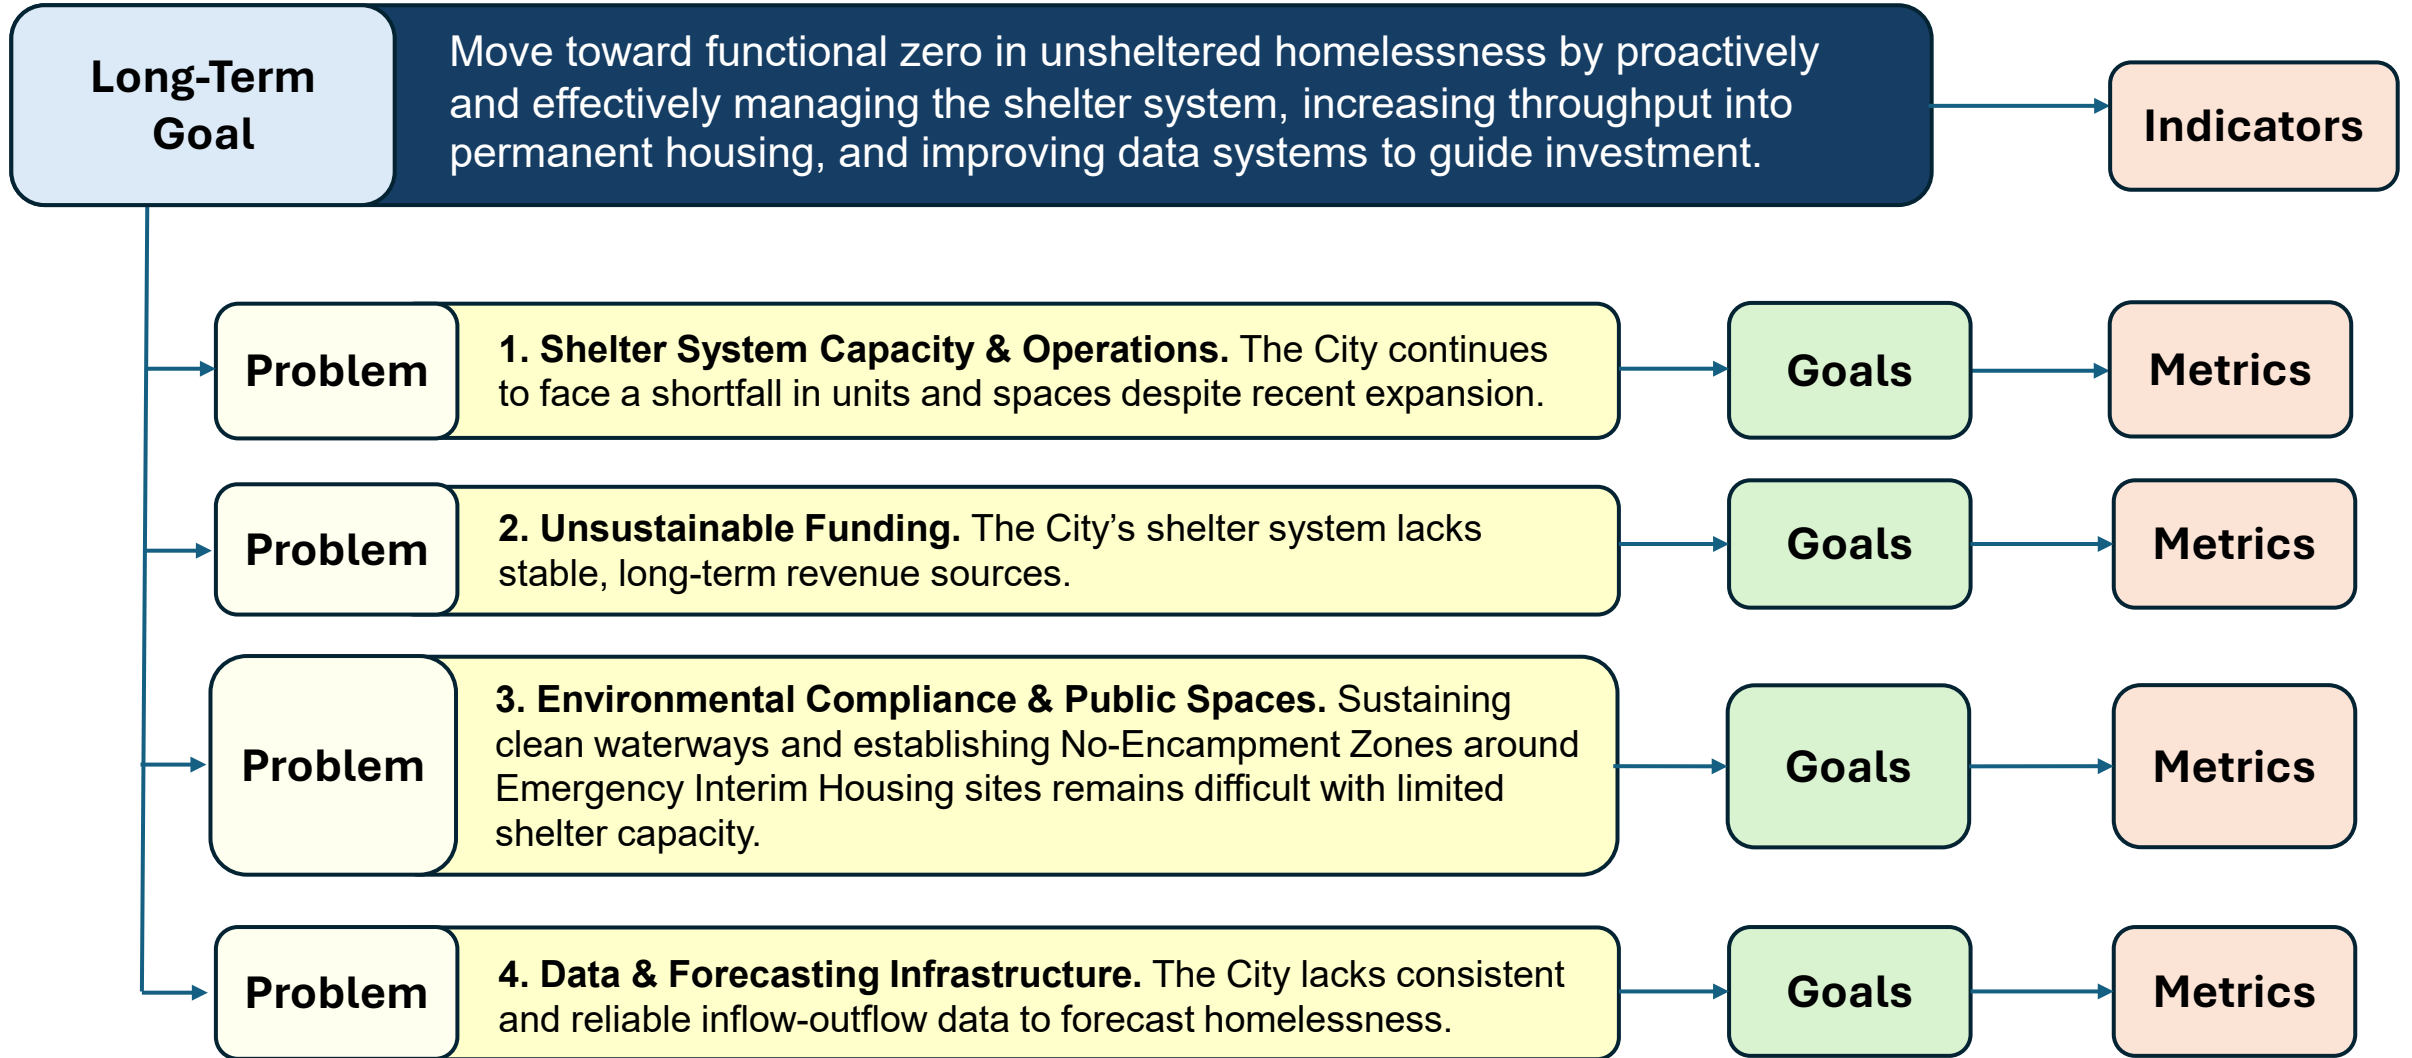 Long-Term
Goal
Move toward functional zero in unsheltered homelessness by proactively
and effectively managing the shelter system, increasing throughput into
permanent housing, and improving data systems to guide investment.
Indicators
Problem
1. Shelter System Capacity & Operations. The City continues
to face a shortfall in units and spaces despite recent expansion.
Goals
Metrics
Problem
2. Unsustainable Funding. The City’s shelter system lacks
stable, long-term revenue sources.
Goals
Metrics
Problem
3. Environmental Compliance & Public Spaces. Sustaining
clean waterways and establishing No-Encampment Zones around
Emergency Interim Housing sites remains difficult with limited
shelter capacity.
Goals
Metrics
Problem
4. Data & Forecasting Infrastructure. The City lacks consistent
and reliable inflow-outflow data to forecast homelessness.
Goals
Metrics